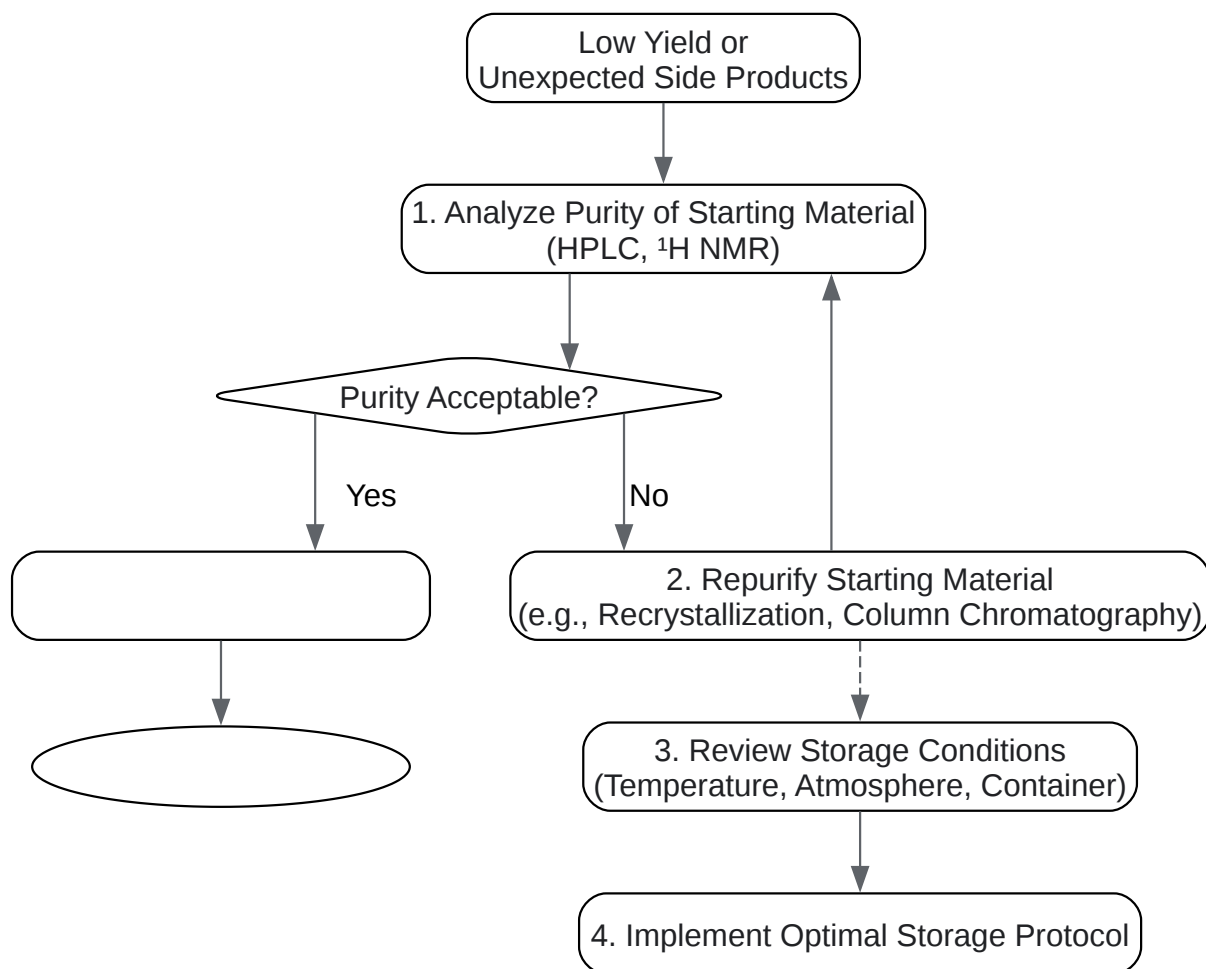 Low Yield or
Unexpected Side Products
1. Analyze Purity of Starting Material
(HPLC, ¹H NMR)
Purity Acceptable?
Yes
No
2. Repurify Starting Material
(e.g., Recrystallization, Column Chromatography)
3. Review Storage Conditions
(Temperature, Atmosphere, Container)
4. Implement Optimal Storage Protocol